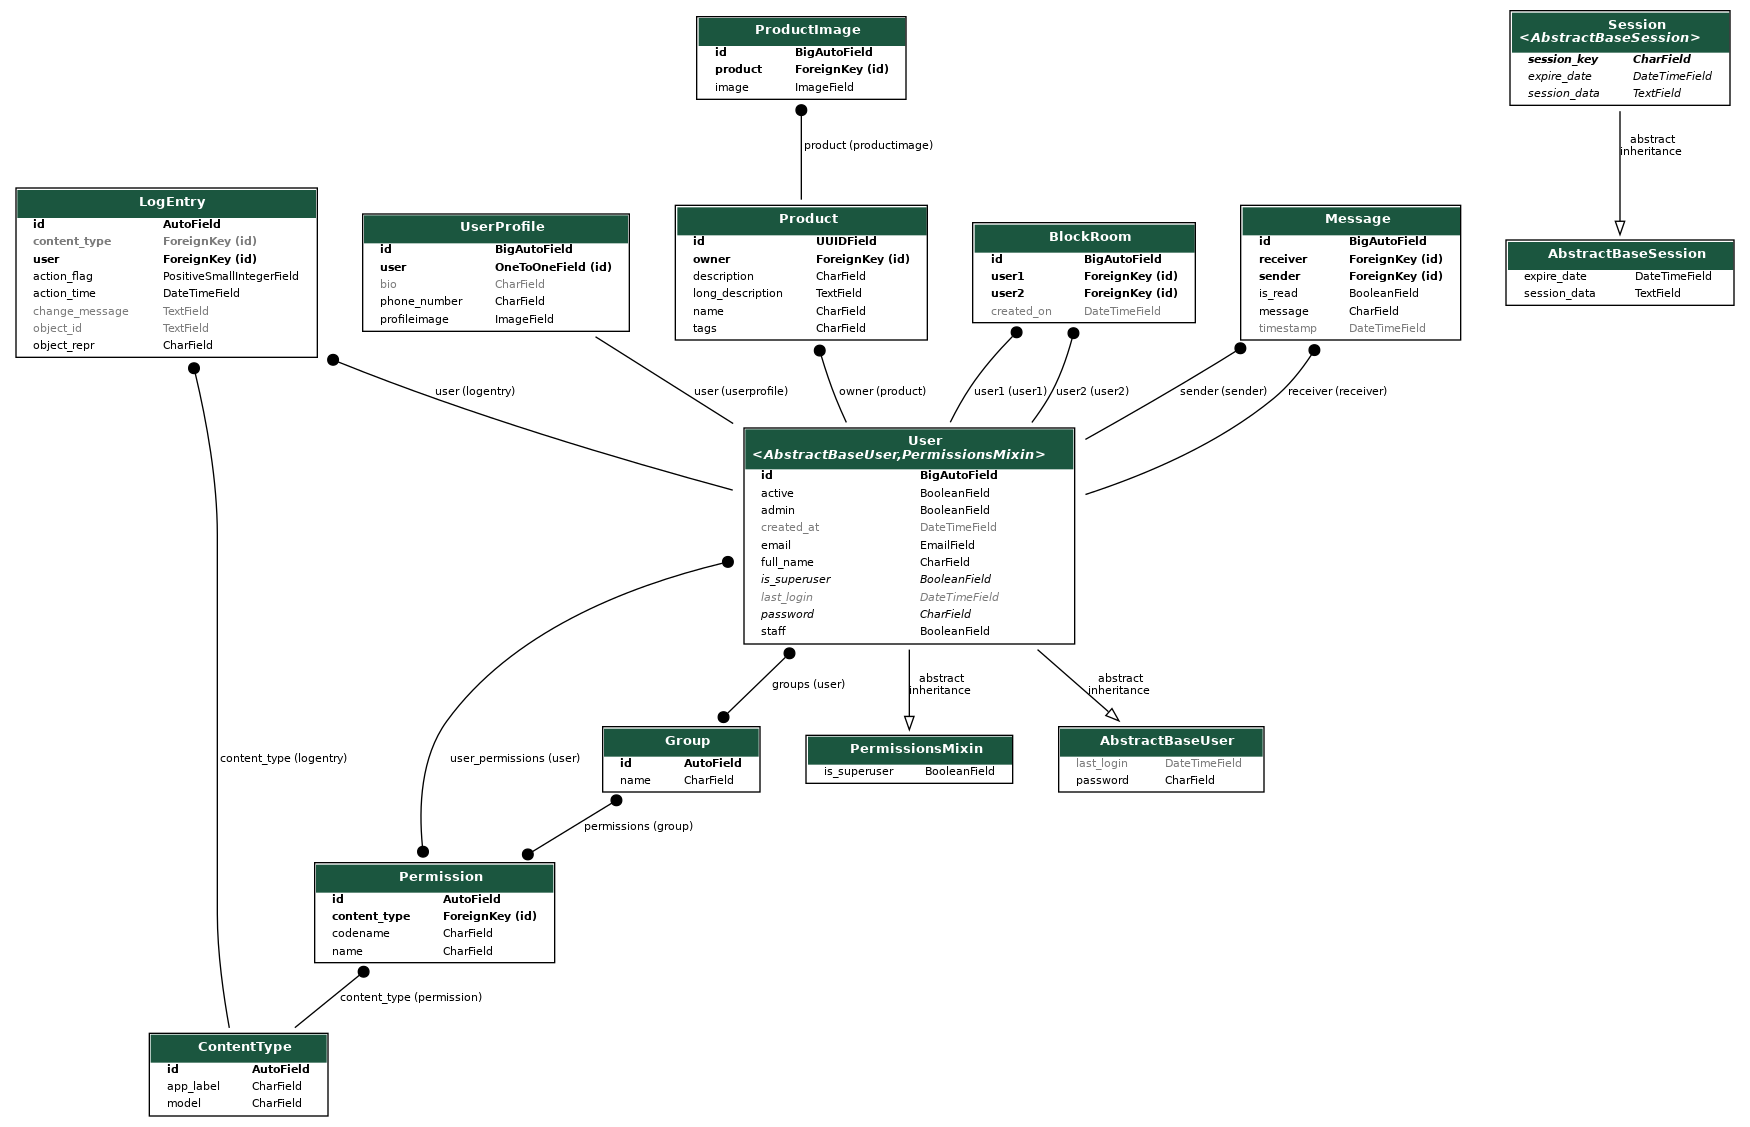 ProductImage
id BigAutoField
product ForeignKey (id)
image ImageField
Session
<AbstractBaseSession>
session_key CharField
expire_date DateTimeField
session_data TextField
product (productimage)
abstract
inheritance
LogEntry
id AutoField
content_type ForeignKey (id)
user ForeignKey (id)
action_flag PositiveSmallIntegerField
action_time DateTimeField
change_message TextField
object_id TextField
object_repr CharField
UserProfile
id BigAutoField
user OneToOneField (id)
bio CharField
phone_number CharField
profileimage ImageField
Product
id UUIDField
owner ForeignKey (id)
description CharField
long_description TextField
name CharField
tags CharField
BlockRoom
id BigAutoField
user1 ForeignKey (id)
user2 ForeignKey (id)
created_on DateTimeField
Message
id BigAutoField
receiver ForeignKey (id)
sender ForeignKey (id)
is_read BooleanField
message CharField
timestamp DateTimeField
AbstractBaseSession
expire_date DateTimeField
session_data TextField
user (logentry)
user (userprofile)
owner (product)
user1 (user1)
user2 (user2)
sender (sender)
receiver (receiver)
User
<AbstractBaseUser,PermissionsMixin>
id BigAutoField
active BooleanField
admin BooleanField
created_at DateTimeField
email EmailField
full_name CharField
is_superuser BooleanField
last_login DateTimeField
password CharField
staff BooleanField
groups (user)
abstract
inheritance
abstract
inheritance
content_type (logentry)
user_permissions (user)
Group
id AutoField
name CharField
PermissionsMixin
is_superuser BooleanField
AbstractBaseUser
last_login DateTimeField
password CharField
permissions (group)
Permission
id AutoField
content_type ForeignKey (id)
codename CharField
name CharField
content_type (permission)
ContentType
id AutoField
app_label CharField
model CharField